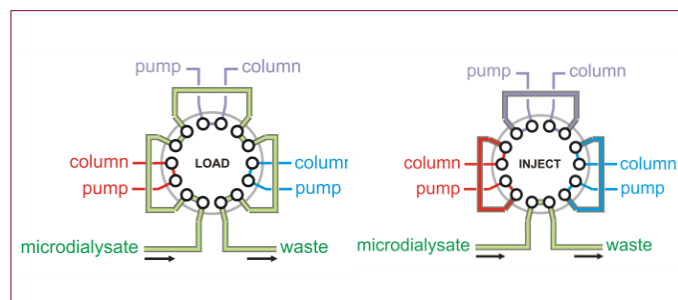 pump column
column LOAD column
pump pump
microdialysate waste
pump column
column INJECT column
pump pump
microdialysate waste